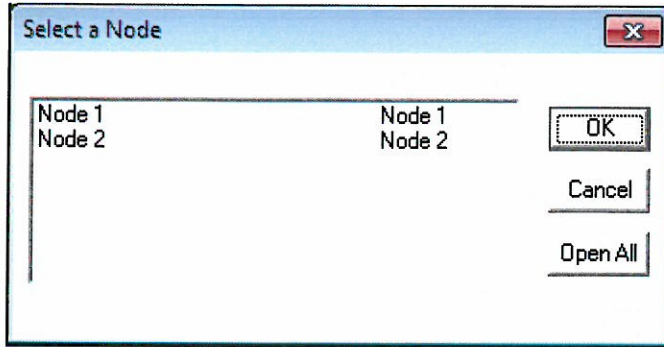 Select a Node
Node 1 Node 1
Node 2 Node 2
OK
Cancel
Open All